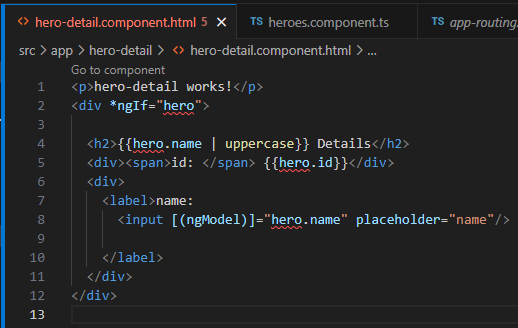 <> hero-detail.component.html 5 × TS heroes.component.ts TS app-routing
src > app > hero-detail > <> hero-detail.component.html > ...
Go to component
1 <p>hero-detail works!</p>
2 <div *ngIf="hero">
3
4 <h2>{{hero.name | uppercase}} Details</h2>
5 <div><span>id: </span> {{hero.id}}</div>
6 <div>
7 <label>name:
8 <input [(ngModel)]="hero.name" placeholder="name"/>
9
10 </label>
11 </div>
12 </div>
13